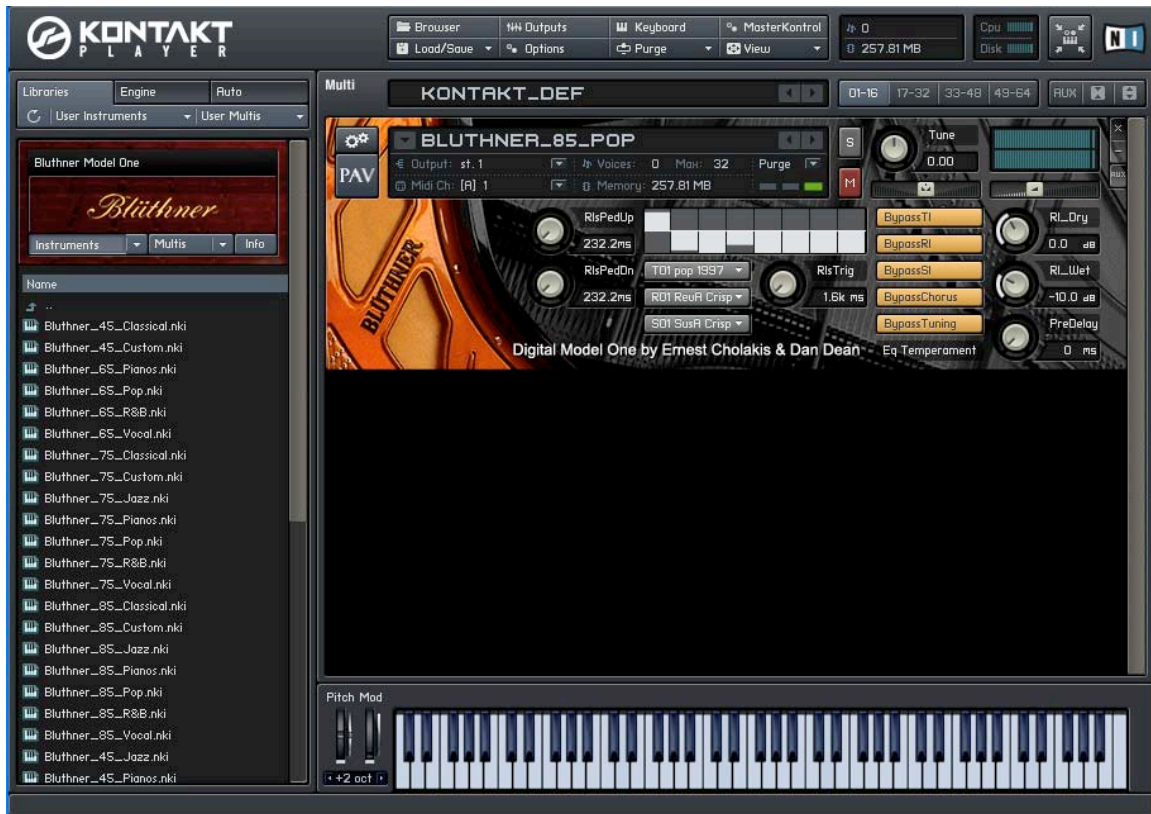 KONTAKT
PLAYER
Browser Outputs Keyboard MasterKontrol
Load/Save Options Purge View
0
257.81 MB
Cpu
Disk
NI
Libraries Engine Auto
User Instruments User Multis
Bluthner Model One
Blüthner
Instruments Multis Info
Name
..
Bluthner_45_Classical.nki
Bluthner_45_Custom.nki
Bluthner_65_Pianos.nki
Bluthner_65_Pop.nki
Bluthner_65_R&B.nki
Bluthner_65_Vocal.nki
Bluthner_75_Classical.nki
Bluthner_75_Custom.nki
Bluthner_75_Jazz.nki
Bluthner_75_Pianos.nki
Bluthner_75_Pop.nki
Bluthner_75_R&B.nki
Bluthner_75_Vocal.nki
Bluthner_85_Classical.nki
Bluthner_85_Custom.nki
Bluthner_85_Jazz.nki
Bluthner_85_Pianos.nki
Bluthner_85_Pop.nki
Bluthner_85_R&B.nki
Bluthner_85_Vocal.nki
Bluthner_45_Jazz.nki
Bluthner_45_Pianos.nki
Multi
KONTAKT_DEF
01-16 17-32 33-48 49-64 AUX
BLUTHNER_85_POP
PAV
Output: st. 1 Voices: 0 Max: 32 Purge
Midi Ch: [A] 1 Memory: 257.81 MB
S
M
Tune
0.00
AUX
BLÜTHNER
RlsPedUp
232.2ms
RlsPedDn
232.2ms
T01 pop 1997
R01 RevA Crisp
S01 SusA Crisp
RlsTrig
1.6k ms
BypassTI
BypassRI
BypassSI
BypassChorus
BypassTuning
Eq Temperament
RI_Dry
0.0 dB
RI_Wet
-10.0 dB
PreDelay
0 ms
Digital Model One by Ernest Cholakis & Dan Dean
Pitch Mod
+2 oct